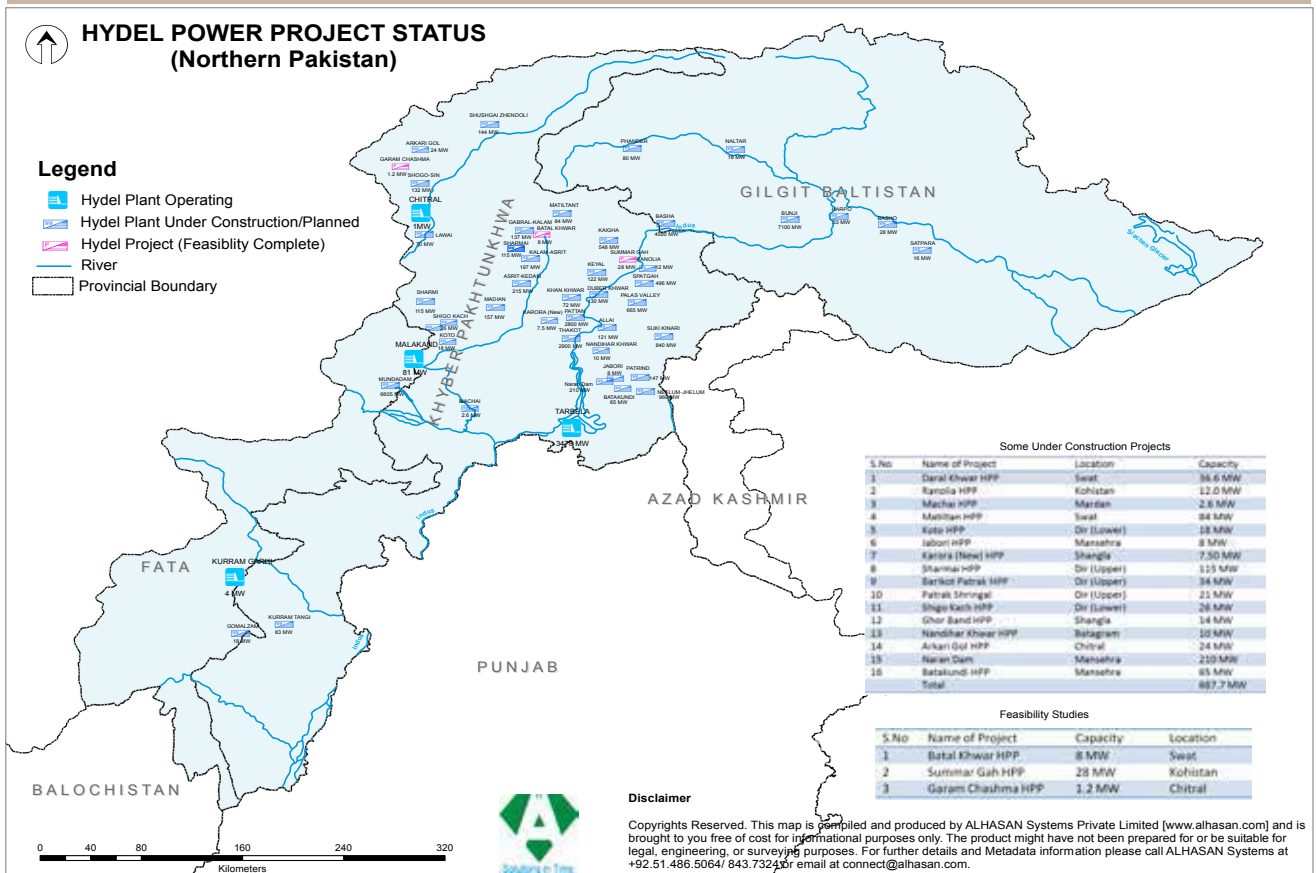 HYDEL POWER PROJECT STATUS
(Northern Pakistan)
Legend
Hydel Plant Operating
Hydel Plant Under Construction/Planned
Hydel Project (Feasiblity Complete)
River
Provincial Boundary
SHUSHGAI ZHENDOLI
144 MW
ARKARI GOL
24 MW
GARAM CHASHMA
1.2 MW
SHOGO-SIN
132 MW
CHITRAL
1MW
LAWAI
PHANDER
80 MW
NALTAR
18 MW
GILGIT BALTISTAN
BUNJI
7100 MW
BASHO
28 MW
SATPARA
16 MW
Siachen Glacier
MATILTANT
84 MW
GABRAL-KALAM
137 MW
BATAL KHWAR
8 MW
SHARMAI
115 MW
KALAM-ASRIT
197 MW
ASRIT-KEDAM
215 MW
MADIAN
157 MW
KHYBER PAKHTUNKHWA
BASHA
Indus
KAIGHA
548 MW
SUMMAR GAH
28 MW
KEYAL
122 MW
SPATGAH
496 MW
DUBER KHWAR
130 MW
KHAN KHWAR
72 MW
PALAS VALLEY
665 MW
KARORA (New)
7.5 MW
PATTAN
2800 MW
ALLAI
121 MW
THAKOT
2900 MW
SUKI KINARI
840 MW
NANDIHAR KHWAR
10 MW
JABORI
8 MW
PATRIND
147 MW
Naran Dam
210 MW
BATAKUNDI
65 MW
NEELUM-JHELUM
SHARMI
115 MW
SHIGO KACH
26 MW
KOTO
18 MW
MALAKAND
81 MW
MUNDADAM
MACHAI
2.6 MW
TARBELA
3478 MW
AZAD KASHMIR
Indus
FATA
KURRAM GARHI
4 MW
KURRAM TANGI
83 MW
GOMALZAM
18 MW
Indus
PUNJAB
BALOCHISTAN
Some Under Construction Projects
S.No Name of Project Location Capacity
1 Daral Khwar HPP Swat 36.6 MW
2 Ranolia HPP Kohistan 12.0 MW
3 Machai HPP Mardan 2.6 MW
4 Matiltan HPP Swat 84 MW
5 Koto HPP Dir (Lower) 18 MW
6 Jabori HPP Mansehra 8 MW
7 Karora (New) HPP Shangla 7.50 MW
8 Sharmai HPP Dir (Upper) 115 MW
9 Barikot Patrak HPP Dir (Upper) 34 MW
10 Patrak Shringal Dir (Upper) 21 MW
11 Shigo Kach HPP Dir (Lower) 26 MW
12 Ghor Band HPP Shangla 14 MW
13 Nandihar Khwar HPP Batagram 10 MW
14 Arkari Gol HPP Chitral 24 MW
15 Naran Dam Mansehra 210 MW
16 Batakundi HPP Mansehra 65 MW
Total 687.7 MW
Feasibility Studies
S.No Name of Project Capacity Location
1 Batal Khwar HPP 8 MW Swat
2 Summar Gah HPP 28 MW Kohistan
3 Garam Chashma HPP 1.2 MW Chitral
0 40 80 160 240 320
Kilometers
Solutions in Time
Disclaimer
Copyrights Reserved. This map is compiled and produced by ALHASAN Systems Private Limited [www.alhasan.com] and is
brought to you free of cost for informational purposes only. The product might have not been prepared for or be suitable for
legal, engineering, or surveying purposes. For further details and Metadata information please call ALHASAN Systems at
+92.51.486.5064/ 843.7324 or email at connect@alhasan.com.